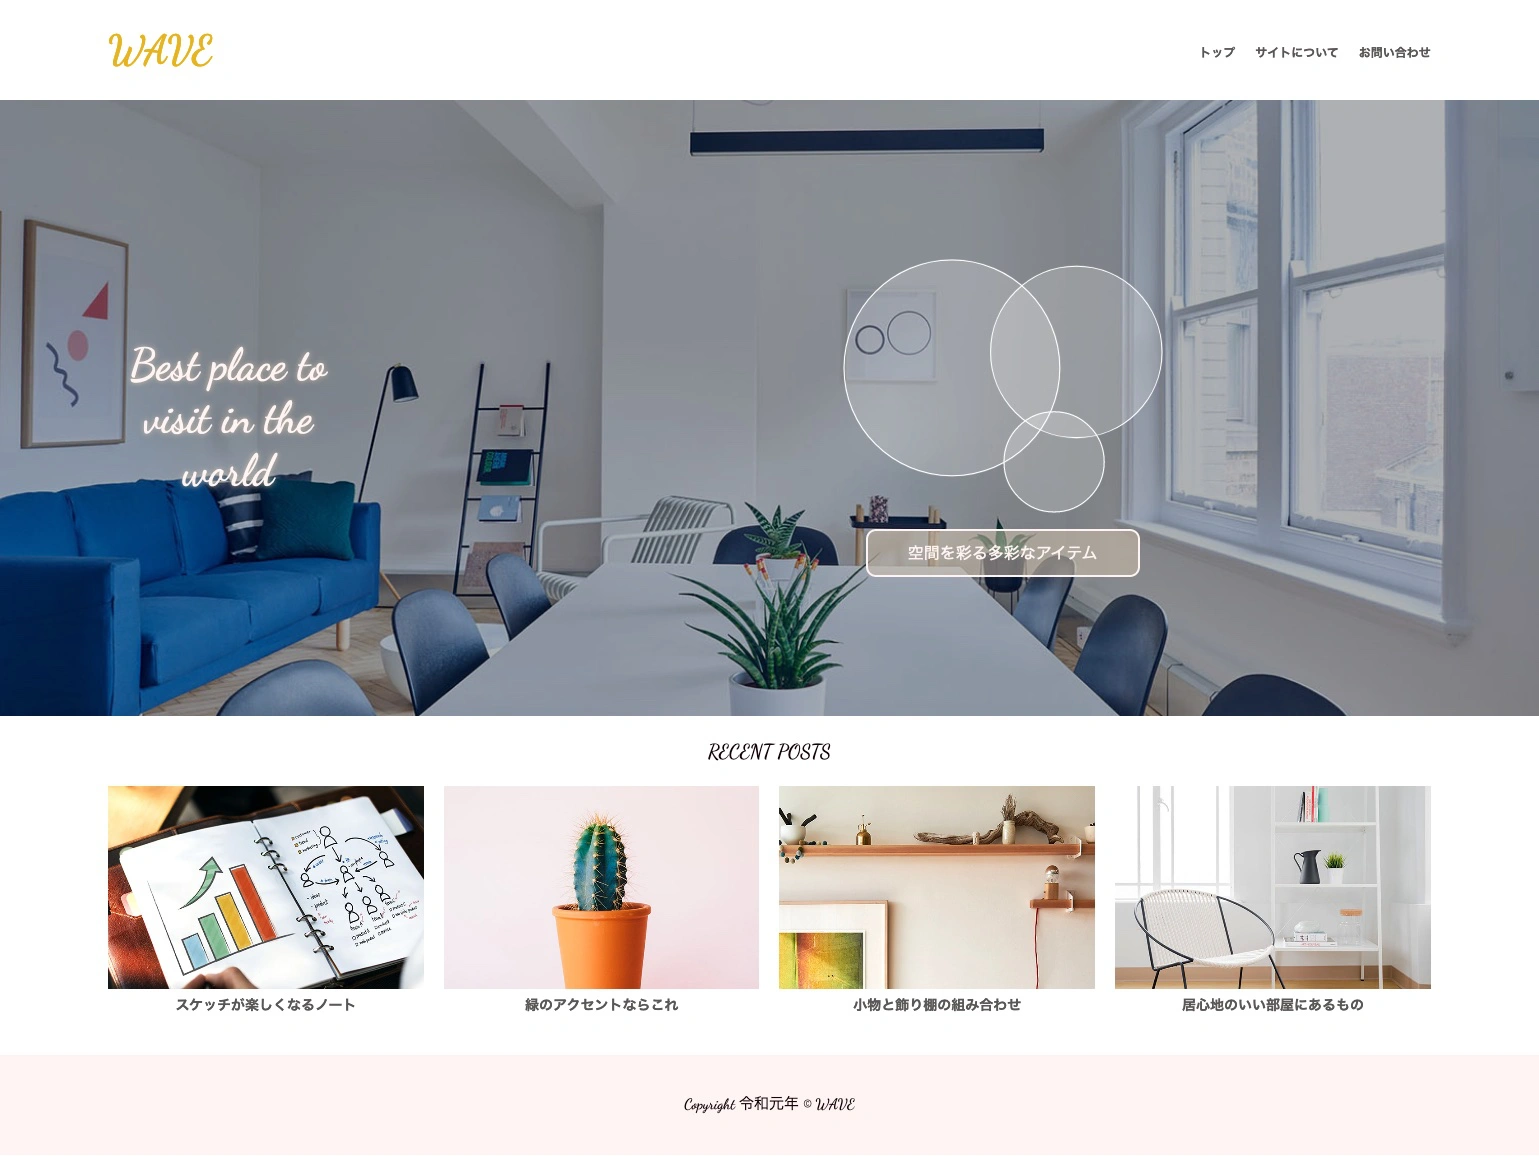 WAVE
トップ サイトについて お問い合わせ
Best place to
visit in the
world
空間を彩る多彩なアイテム
RECENT POSTS
スケッチが楽しくなるノート
緑のアクセントならこれ
小物と飾り棚の組み合わせ
居心地のいい部屋にあるもの
Copyright 令和元年 © WAVE